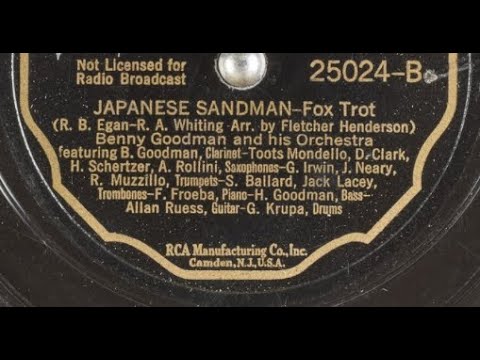 Not Licensed for
Radio Broadcast
25024-B
JAPANESE SANDMAN-Fox Trot
(R. B. Egan-R. A. Whiting-Arr. by Fletcher Henderson)
Benny Goodman and his Orchestra
featuring B. Goodman, Clarinet-Toots Mondello, D. Clark,
H. Schertzer, A. Rollini, Saxophones-G. Irwin, J. Neary,
R. Muzzillo, Trumpets-S. Ballard, Jack Lacey,
Trombones-F. Froeba, Piano-H. Goodman, Bass-
Allan Ruess, Guitar-G. Krupa, Drums
RCA Manufacturing Co., Inc.
Camden, N.J., U.S.A.